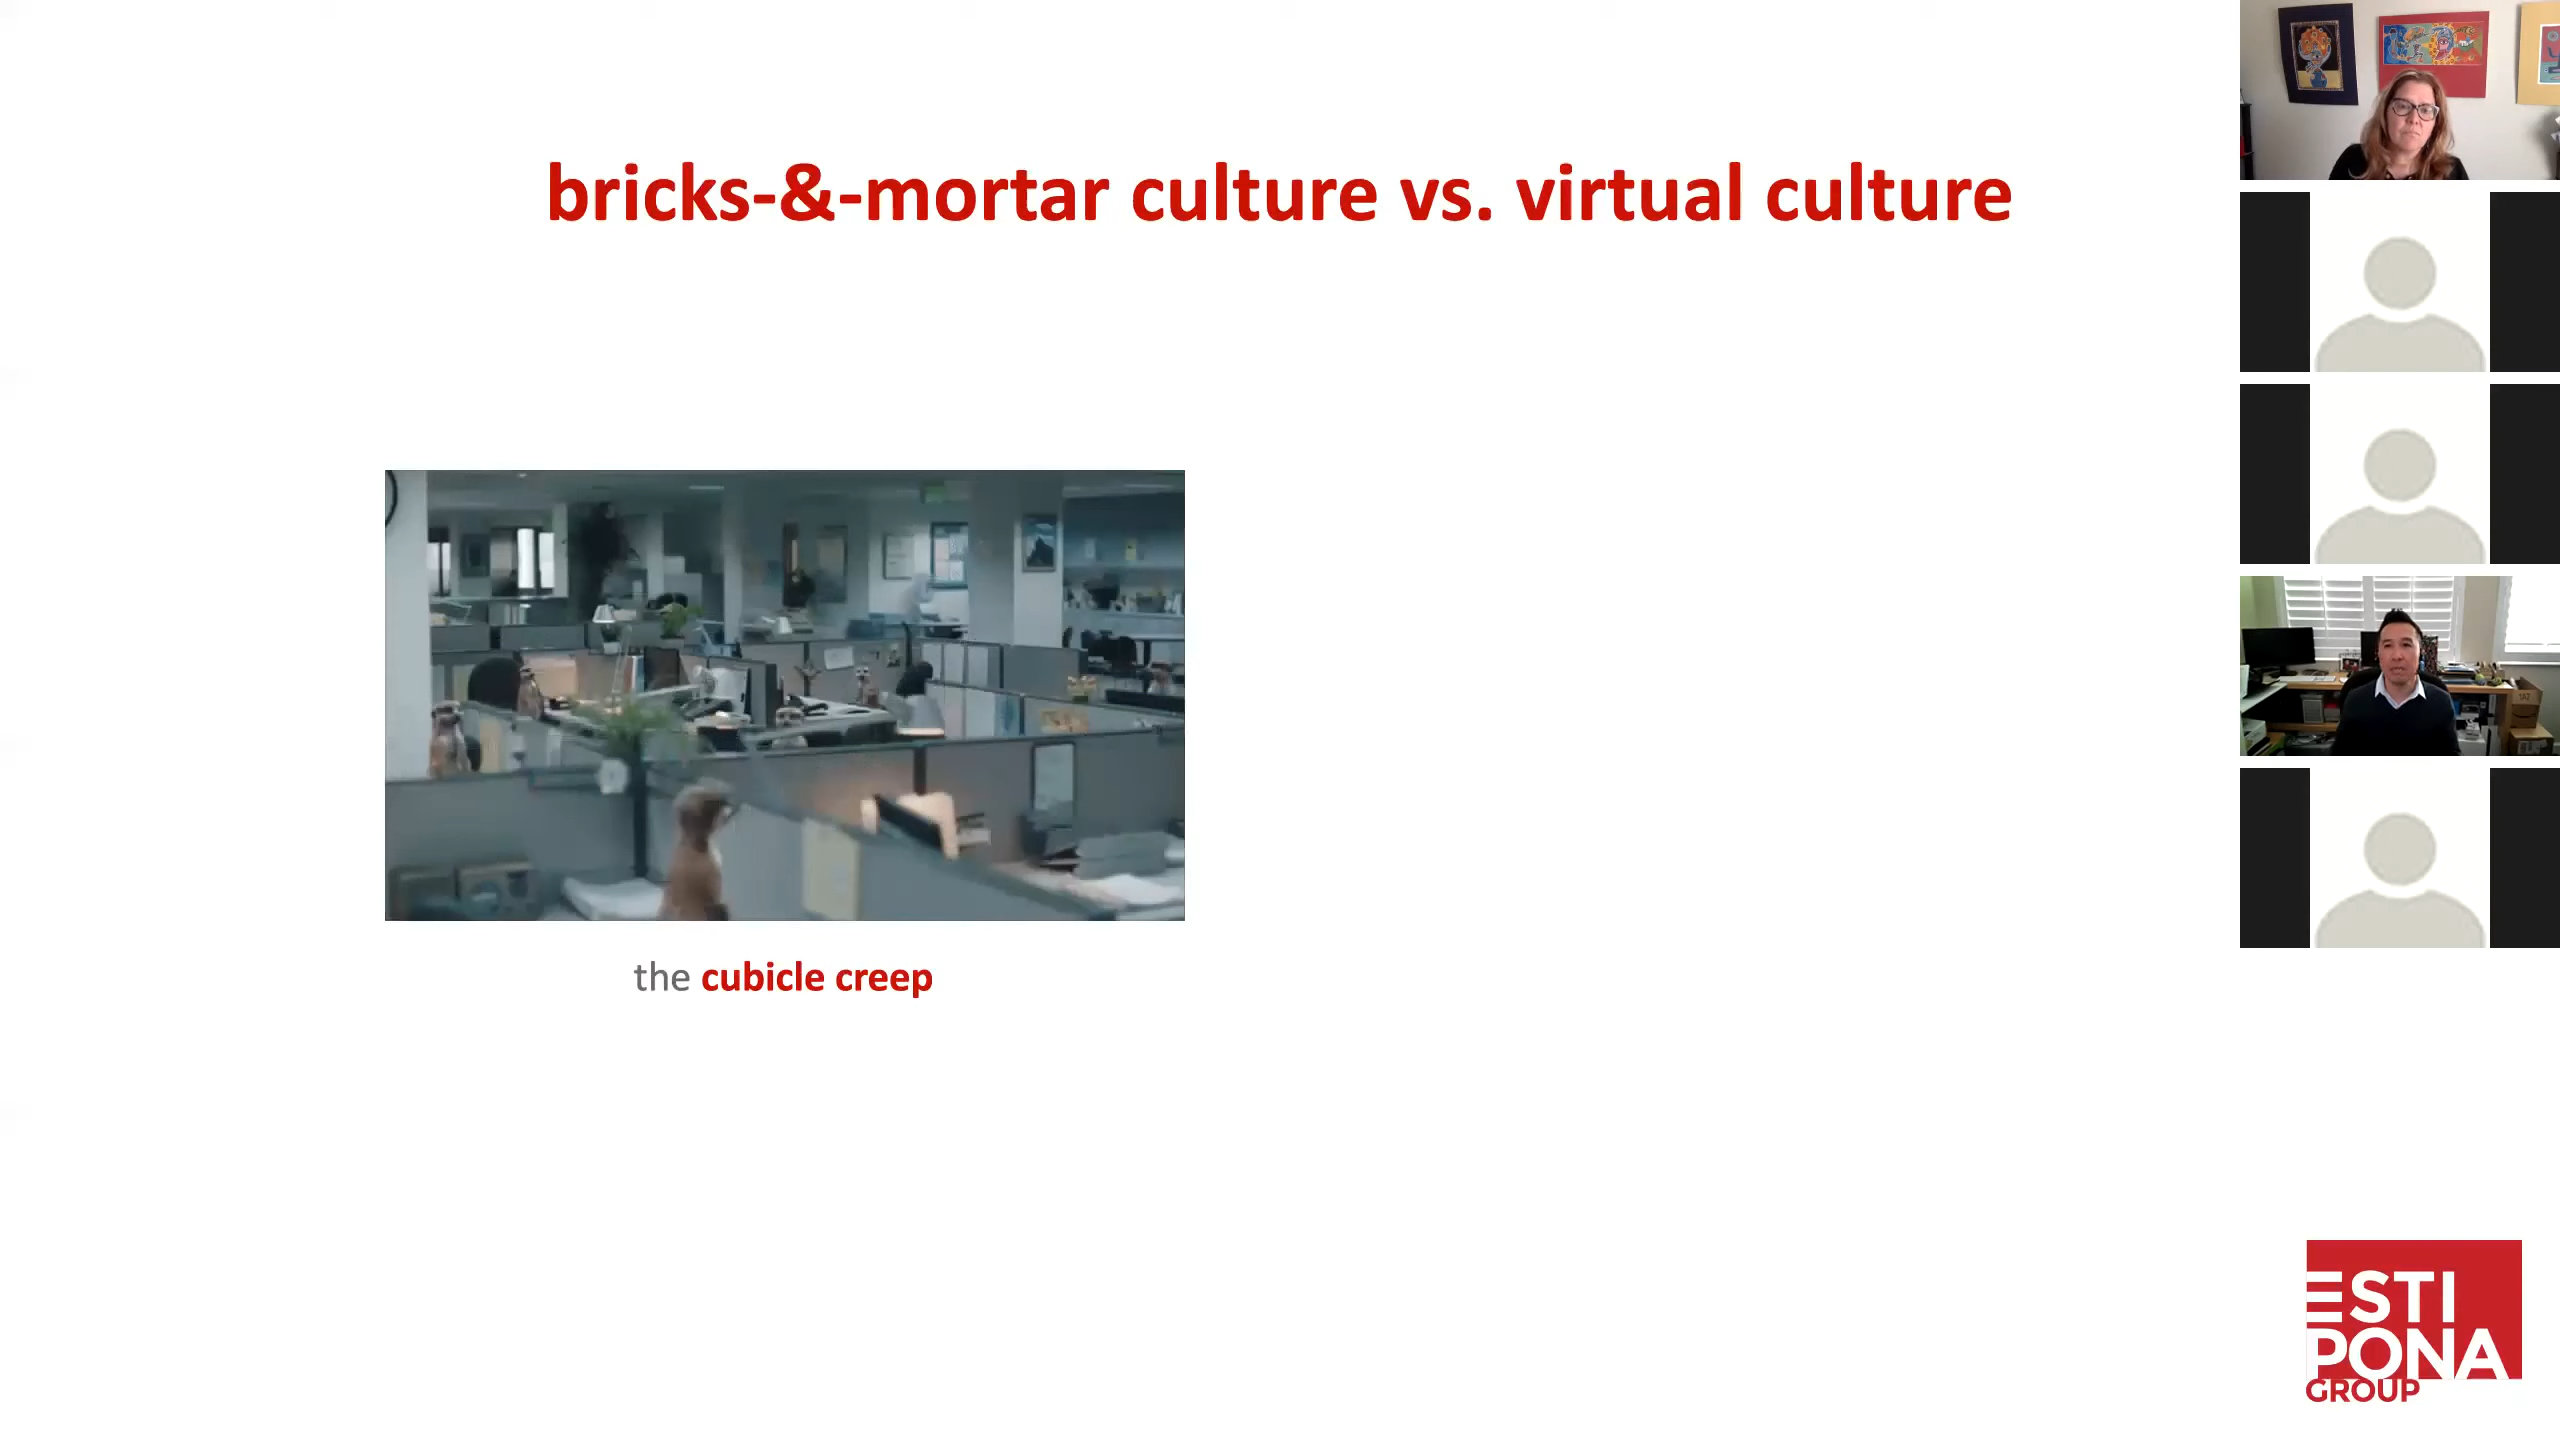 bricks-&-mortar culture vs. virtual culture
the cubicle creep
ESTI
PONA
GROUP